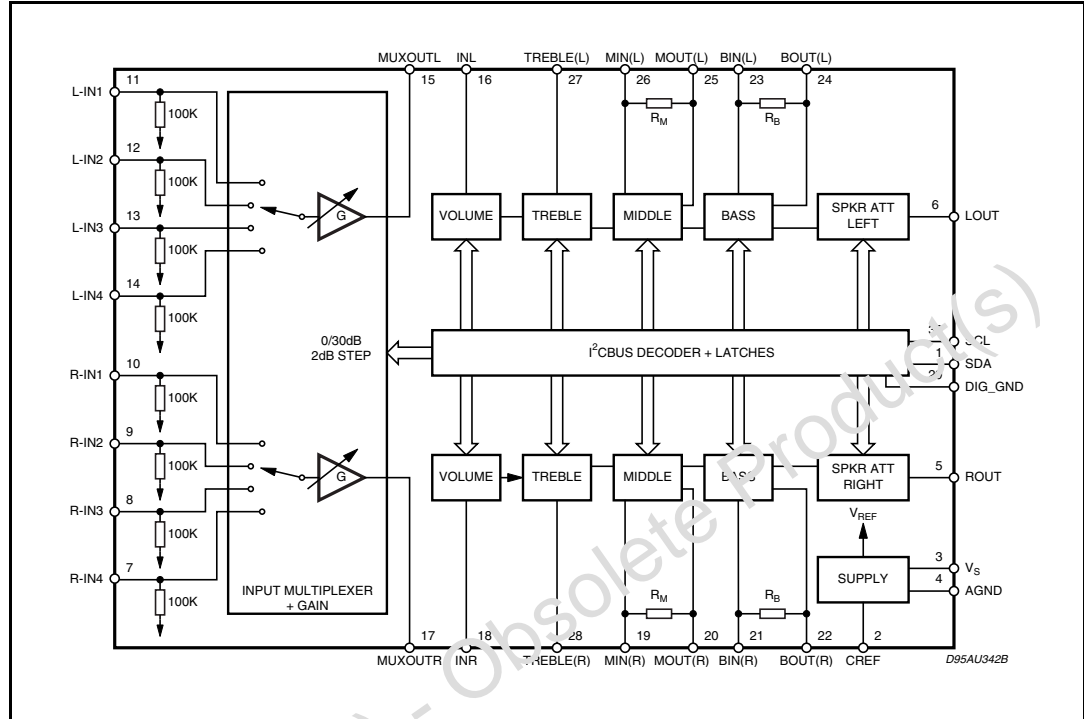 MUXOUTL INL TREBLE(L) MIN(L) MOUT(L) BIN(L) BOUT(L)
11 15 16 27 26 25 23 24
L-IN1
100K
RM RB
12
L-IN2
100K
13
VOLUME TREBLE MIDDLE BASS SPKR ATT LEFT
6
G
LOUT
L-IN3
100K
14
L-IN4
100K
0/30dB
2dB STEP
I²CBUS DECODER + LATCHES
SCL
1
SDA
DIG_GND
10
R-IN1
100K
9
R-IN2
100K
VOLUME TREBLE MIDDLE BASS SPKR ATT RIGHT
5
G
ROUT
8
R-IN3
100K
VREF
7
R-IN4
100K
INPUT MULTIPLEXER
+ GAIN
SUPPLY
3
VS
4
AGND
RM RB
17 18 28 19 20 21 22 2
MUXOUTR INR TREBLE(R) MIN(R) MOUT(R) BIN(R) BOUT(R) CREF
D95AU342B
- Obsolete Product(s)